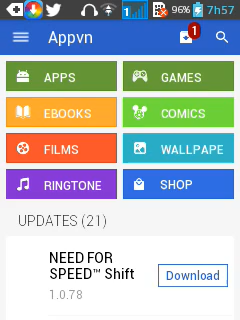 96% 7h57
Appvn
1
APPS
GAMES
EBOOKS
COMICS
FILMS
WALLPAPE
RINGTONE
SHOP
UPDATES (21)
NEED FOR
SPEED™ Shift
Download
1.0.78